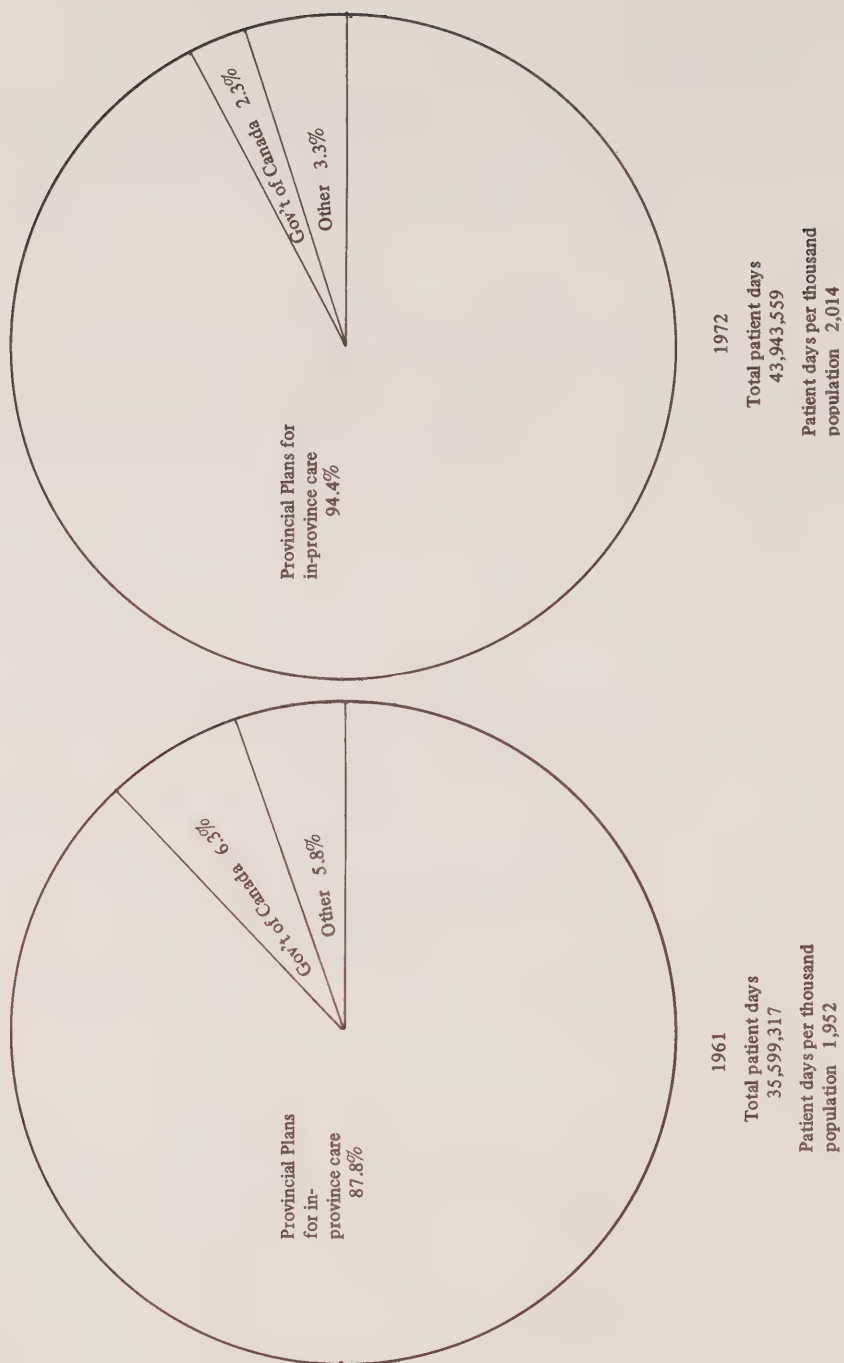 Provincial Plans
for in-
province care
87.8%
Gov't of Canada 6.3%
Other 5.8%
1961
Total patient days
35,599,317
Patient days per thousand
population 1,952
Provincial Plans for
in-province care
94.4%
Gov't of Canada 2.3%
Other 3.3%
1972
Total patient days
43,943,559
Patient days per thousand
population 2,014